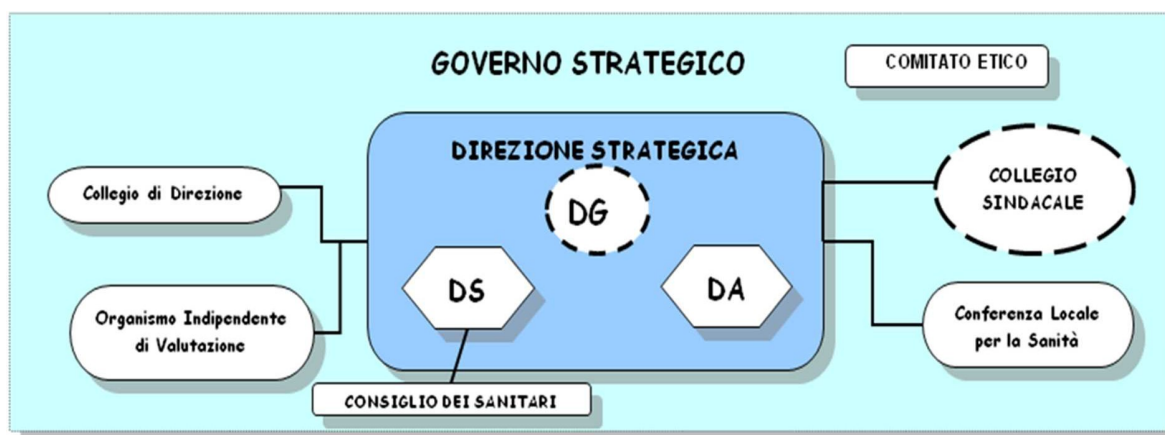 GOVERNO STRATEGICO
COMITATO ETICO
DIREZIONE STRATEGICA
Collegio di Direzione
DG
COLLEGIO
SINDACALE
DS
DA
Organismo Indipendente
di Valutazione
Conferenza Locale
per la Sanità
CONSIGLIO DEI SANITARI